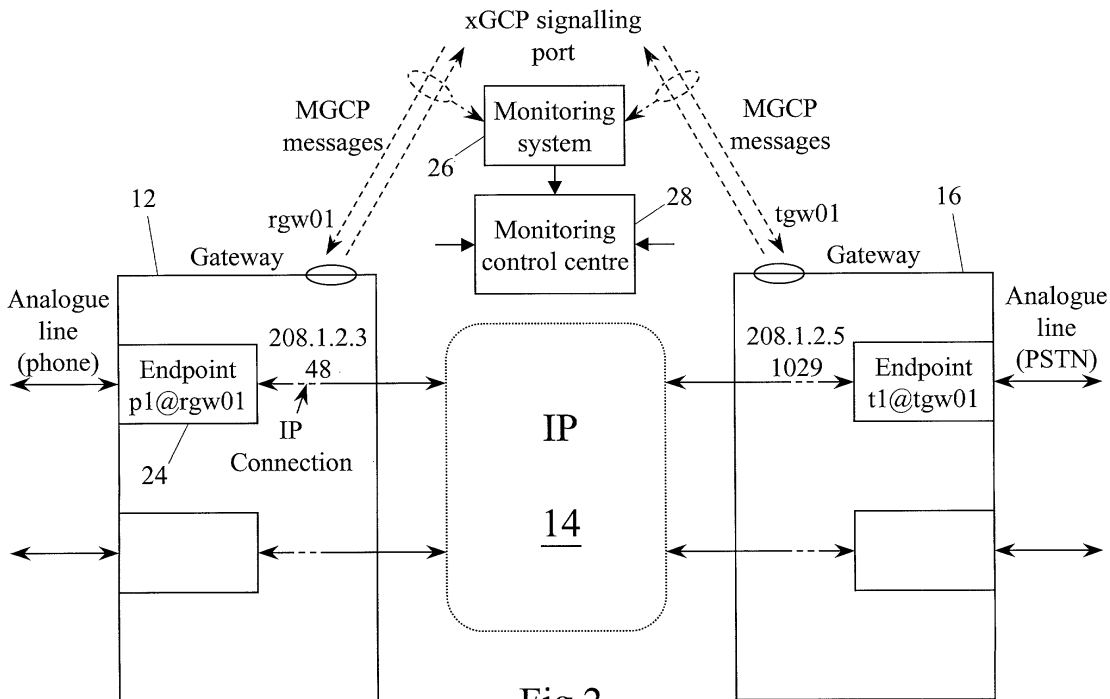 xGCP signalling
port
MGCP
messages
Monitoring
system
26
MGCP
messages
12
rgw01
Gateway
Monitoring
control centre
28
tgw01
Gateway
16
Analogue
line
(phone)
Endpoint
p1@rgw01
24
208.1.2.3
48
IP
Connection
IP
14
208.1.2.5
1029
Endpoint
t1@tgw01
Analogue
line
(PSTN)
Fig 2